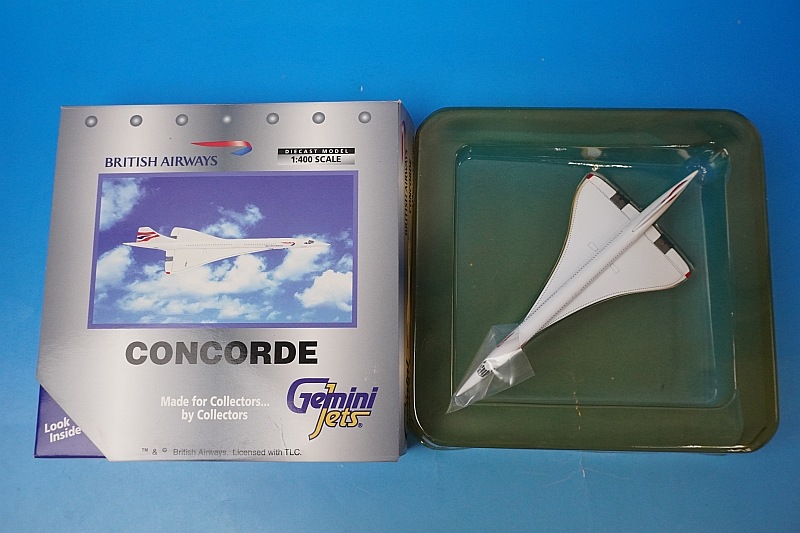 BRITISH AIRWAYS
DIECAST MODEL
1:400 SCALE
CONCORDE
Made for Collectors...
by Collectors
Gemini
Jets®
Look
Inside
™ & © British Airways. Licensed with TLC.